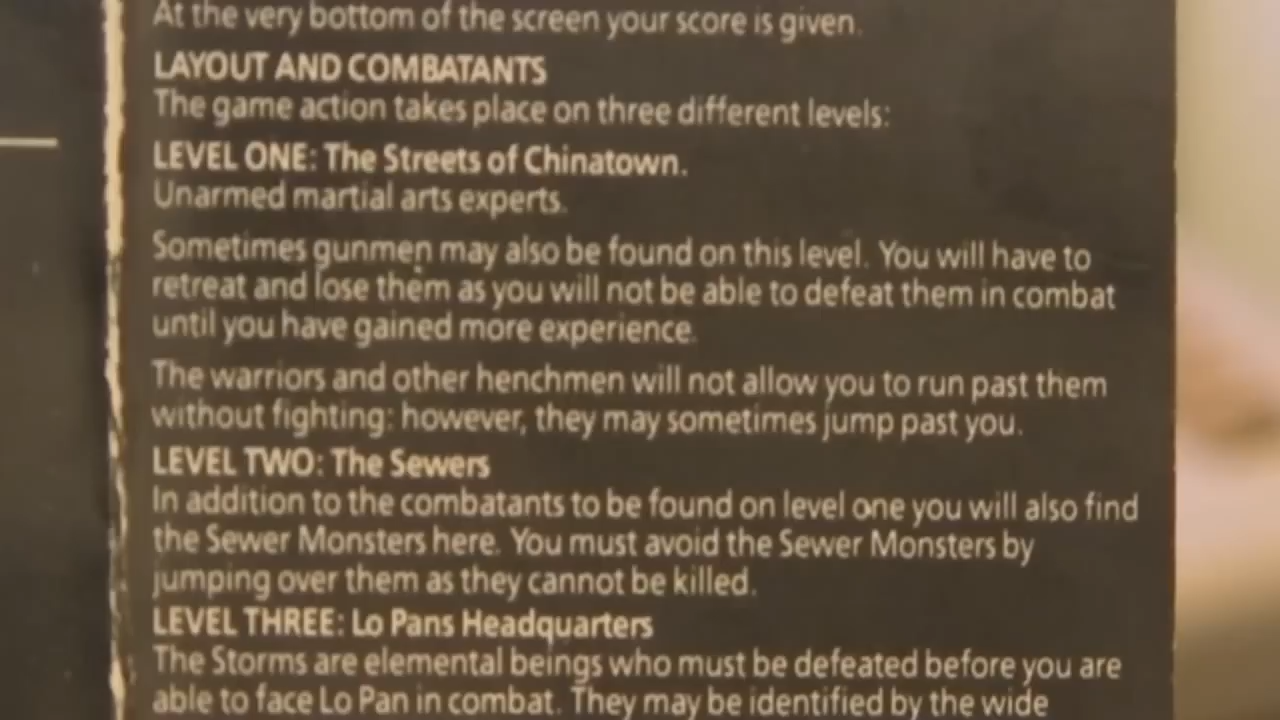 At the very bottom of the screen your score is given.
LAYOUT AND COMBATANTS
The game action takes place on three different levels:
LEVEL ONE: The Streets of Chinatown.
Unarmed martial arts experts.
Sometimes gunmen may also be found on this level. You will have to
retreat and lose them as you will not be able to defeat them in combat
until you have gained more experience.
The warriors and other henchmen will not allow you to run past them
without fighting: however, they may sometimes jump past you.
LEVEL TWO: The Sewers
In addition to the combatants to be found on level one you will also find
the Sewer Monsters here. You must avoid the Sewer Monsters by
jumping over them as they cannot be killed.
LEVEL THREE: Lo Pans Headquarters
The Storms are elemental beings who must be defeated before you are
able to face Lo Pan in combat. They may be identified by the wide